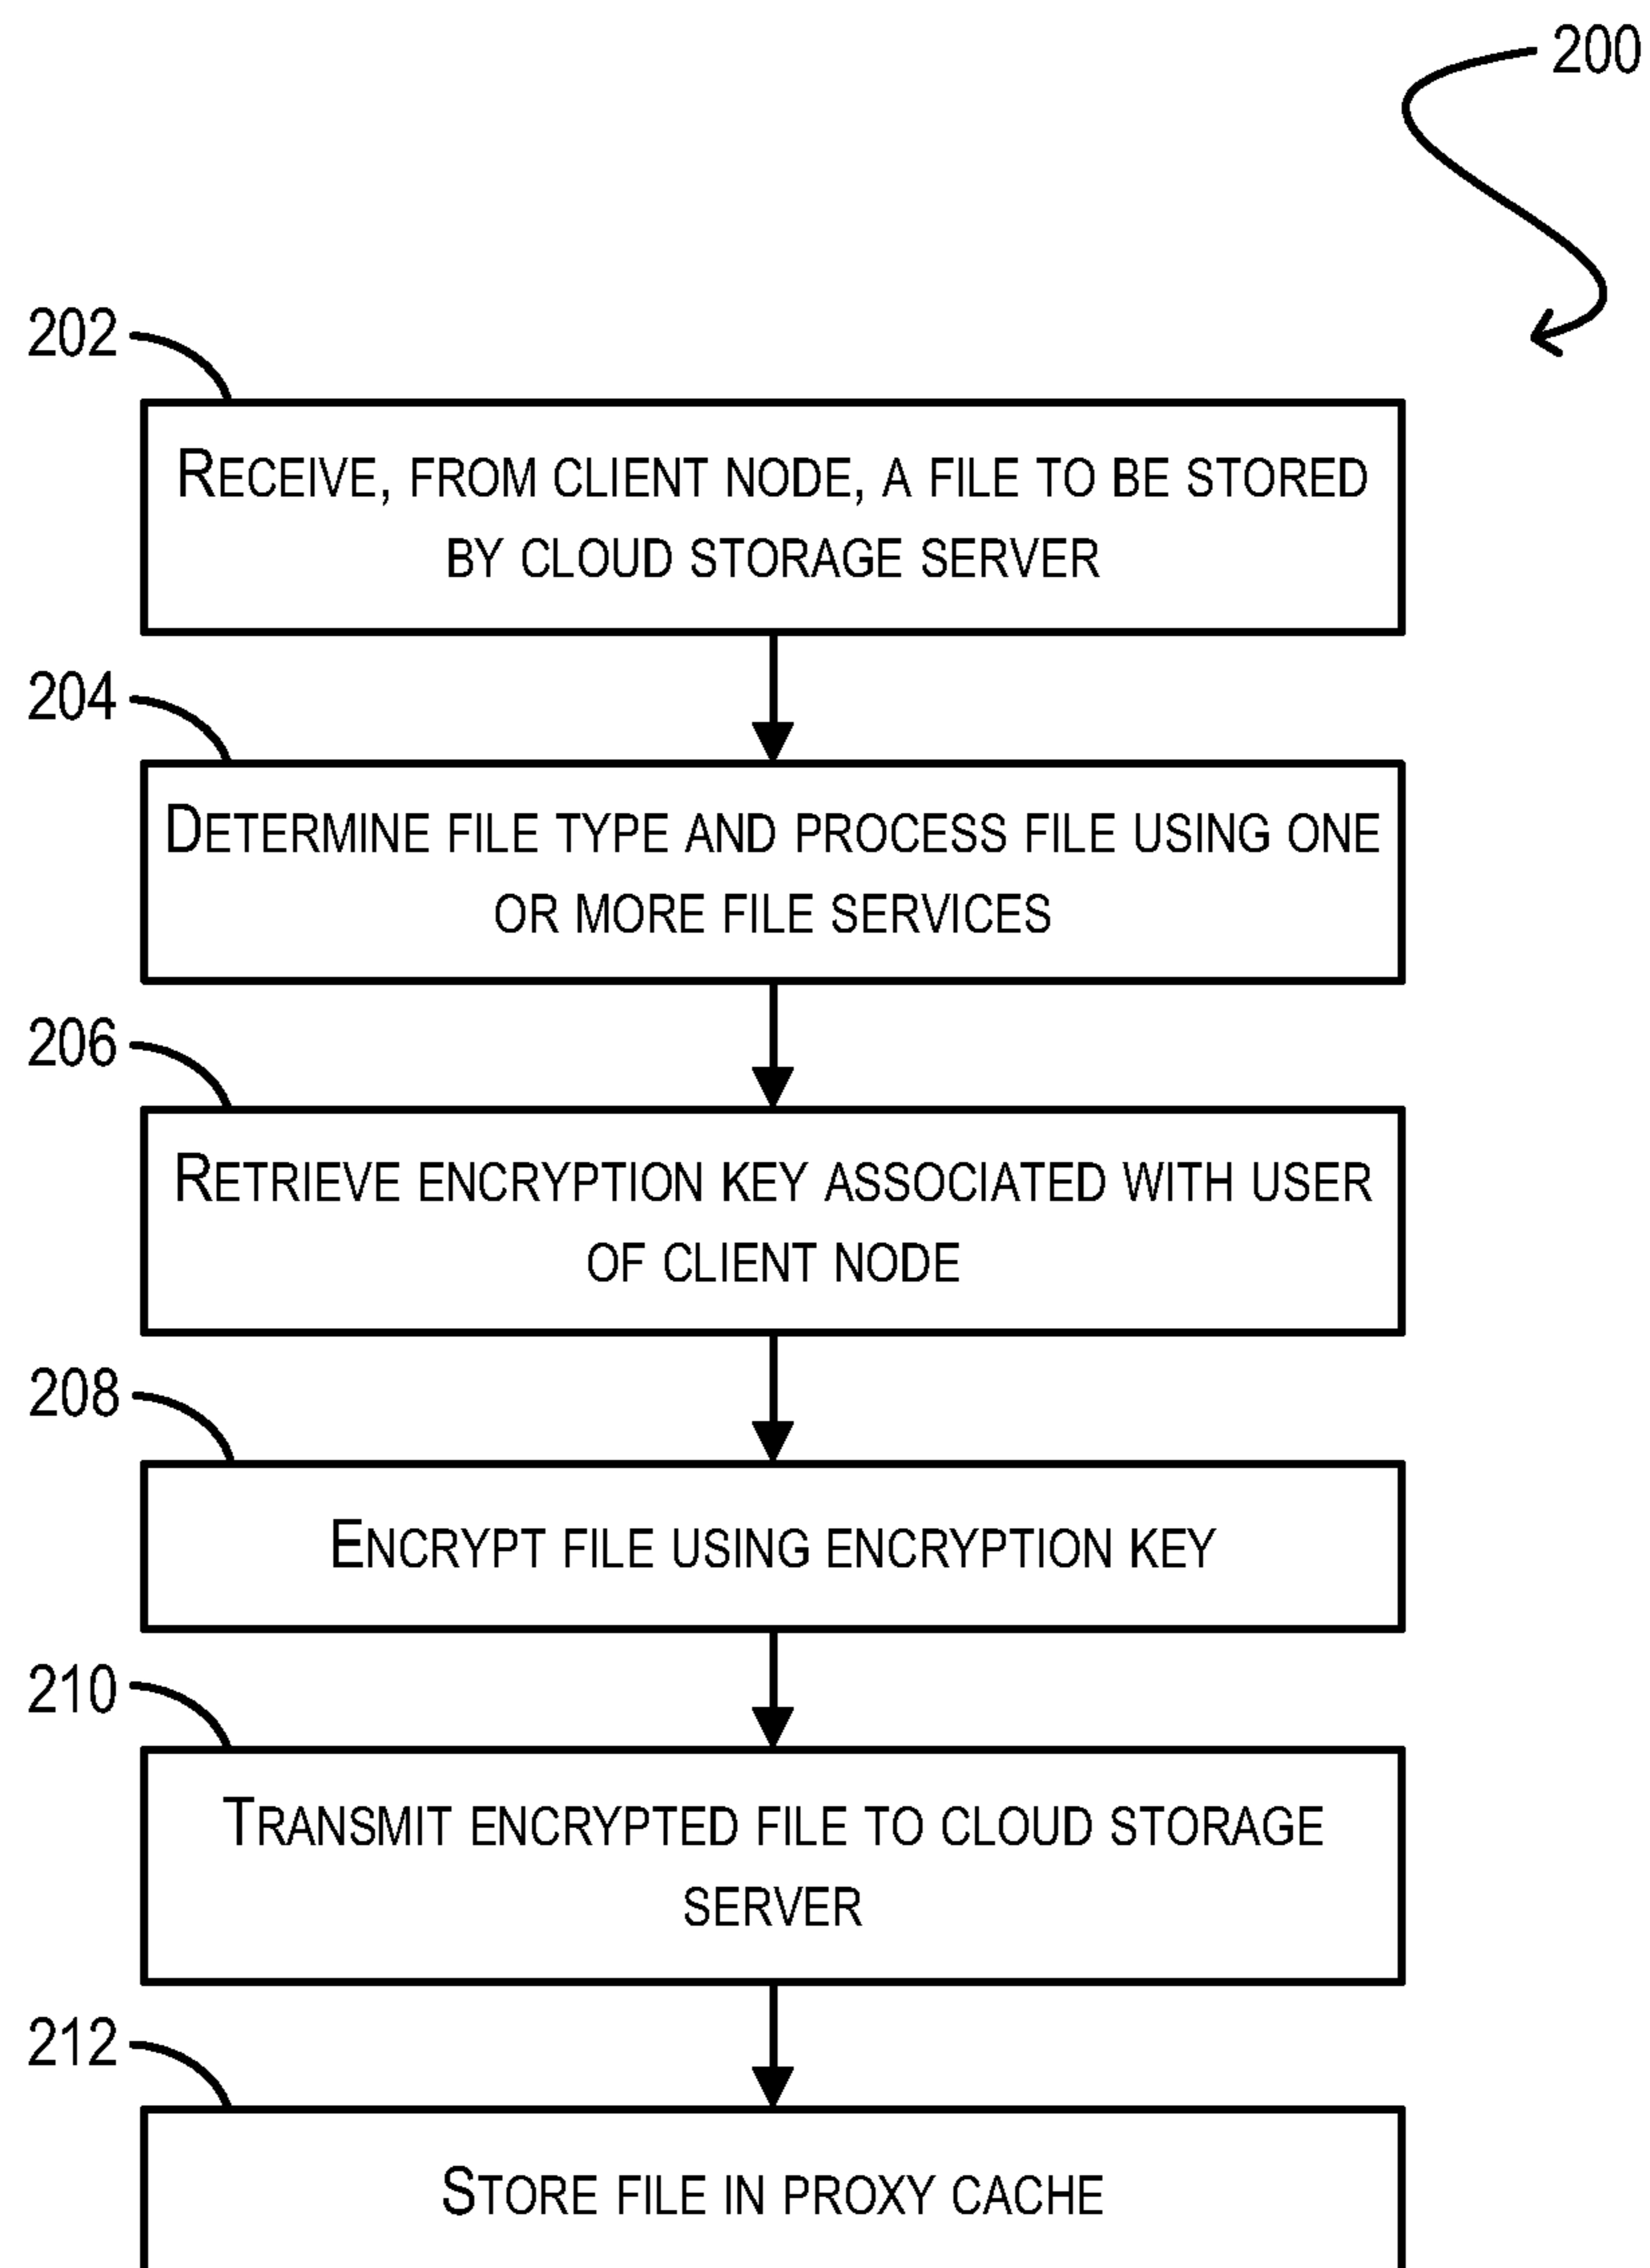 200
202
RECEIVE, FROM CLIENT NODE, A FILE TO BE STORED
BY CLOUD STORAGE SERVER
204
DETERMINE FILE TYPE AND PROCESS FILE USING ONE
OR MORE FILE SERVICES
206
RETRIEVE ENCRYPTION KEY ASSOCIATED WITH USER
OF CLIENT NODE
208
ENCRYPT FILE USING ENCRYPTION KEY
210
TRANSMIT ENCRYPTED FILE TO CLOUD STORAGE
SERVER
212
STORE FILE IN PROXY CACHE